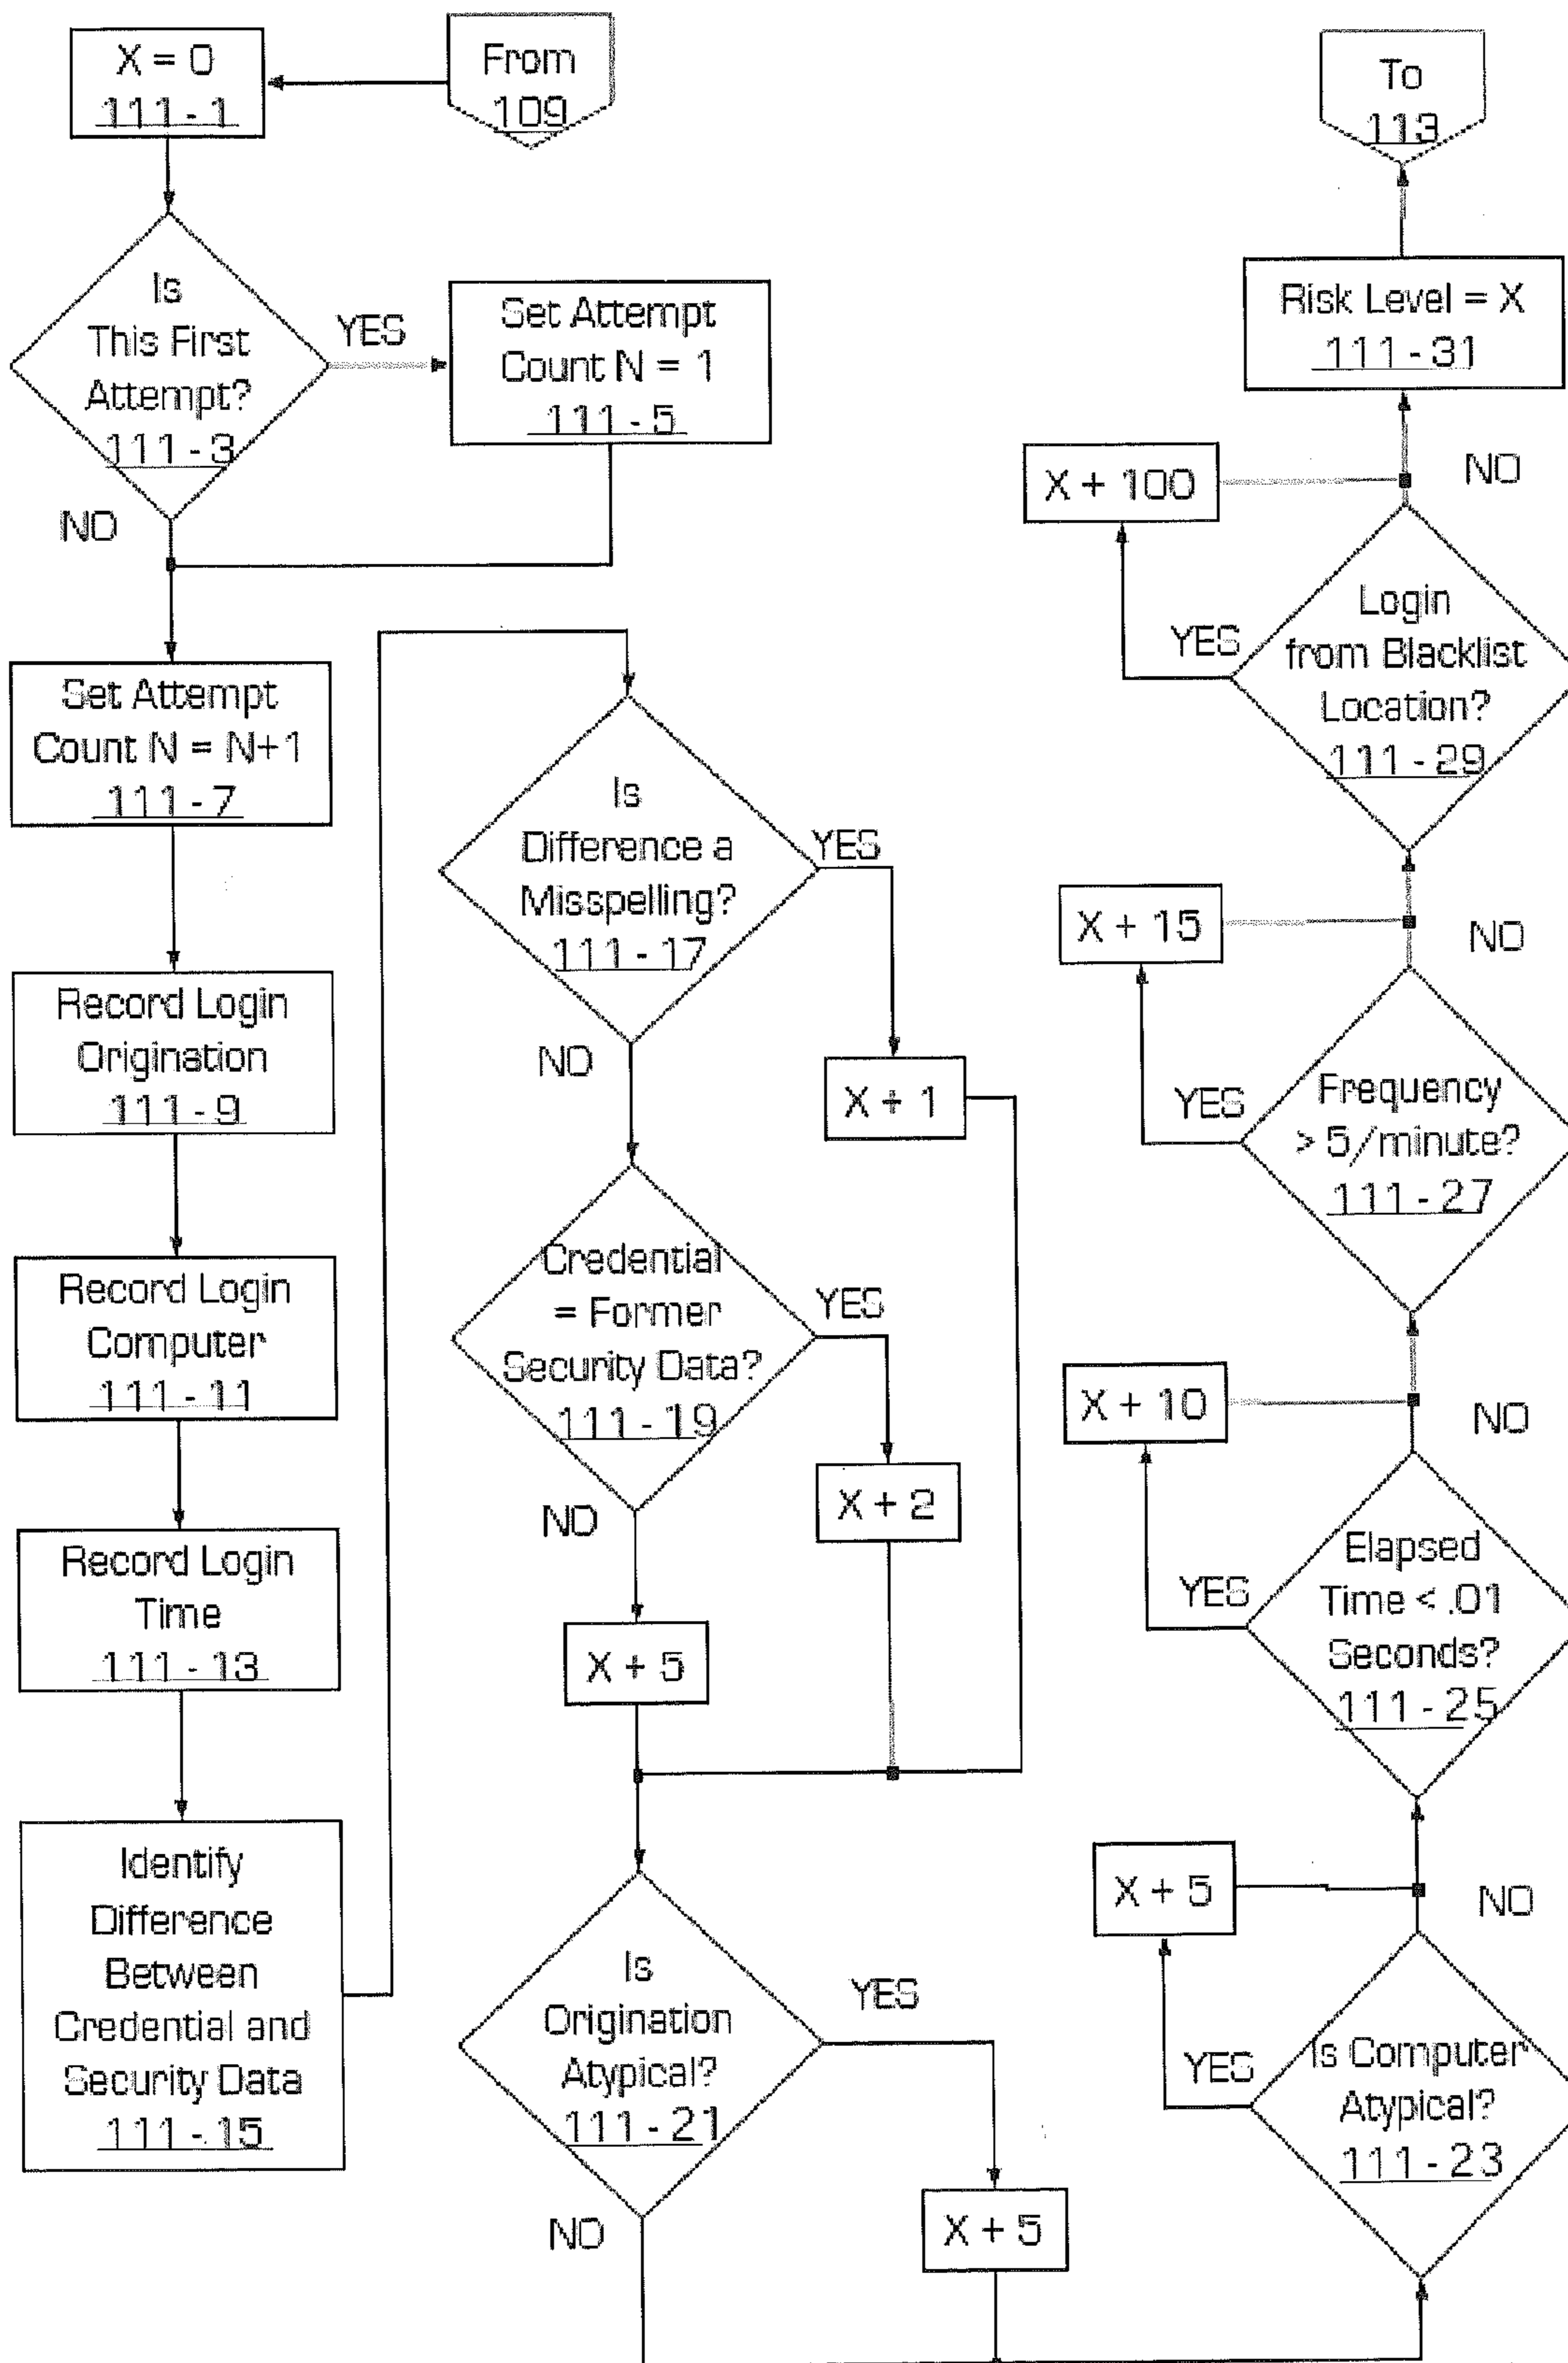 X = 0
111 - 1
From
109
Is
This First
Attempt?
111 - 3
YES
NO
Set Attempt
Count N = 1
111 - 5
Set Attempt
Count N = N+1
111 - 7
Record Login
Origination
111 - 9
Record Login
Computer
111 - 11
Record Login
Time
111 - 13
Identify
Difference
Between
Credential and
Security Data
111 - 15
Is
Difference a
Misspelling?
111 - 17
YES
NO
X + 1
Credential
= Former
Security Data?
111 - 19
YES
NO
X + 2
X + 5
Is
Origination
Atypical?
111 - 21
YES
NO
X + 5
Is Computer
Atypical?
111 - 23
YES
NO
X + 5
Elapsed
Time < .01
Seconds?
111 - 25
YES
NO
X + 10
Frequency
> 5/minute?
111 - 27
YES
NO
X + 15
Login
from Blacklist
Location?
111 - 29
YES
NO
X + 100
Risk Level = X
111 - 31
To
113